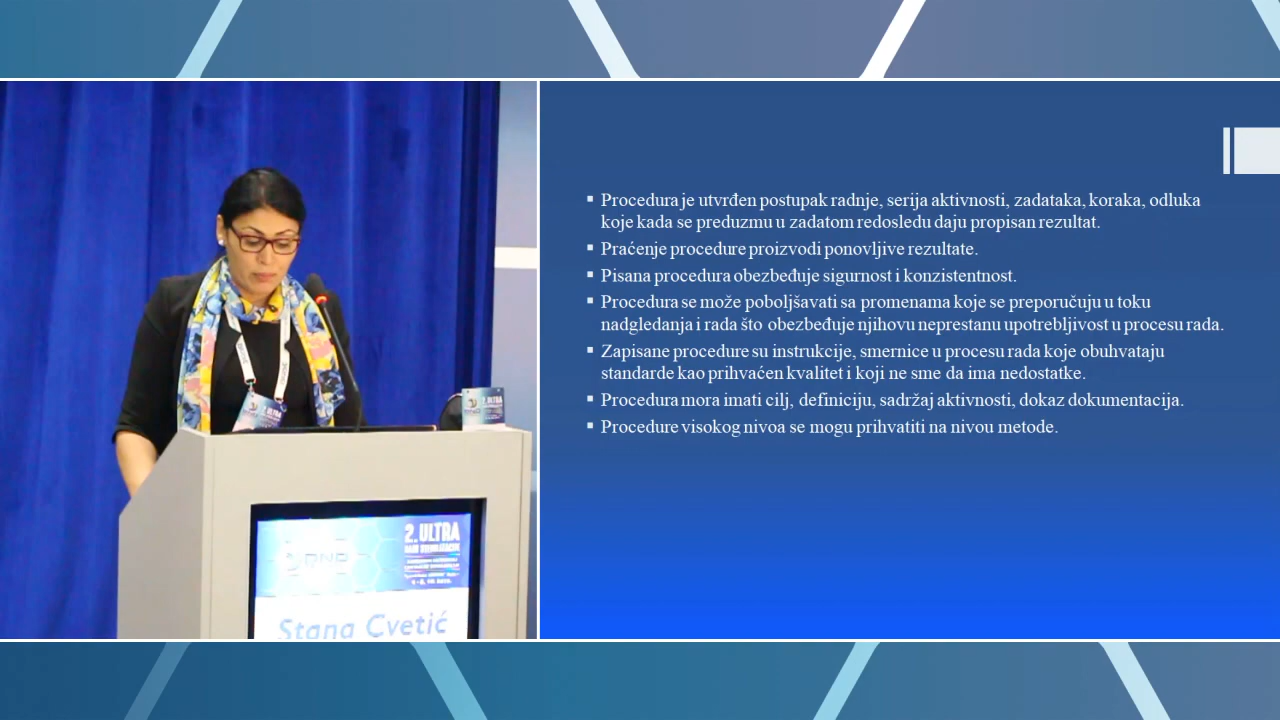 Procedura je utvrđen postupak radnje, serija aktivnosti, zadataka, koraka, odluka
koje kada se preduzmu u zadatom redosledu daju propisan rezultat.
Praćenje procedure proizvodi ponovljive rezultate.
Pisana procedura obezbeđuje sigurnost i konzistentnost.
Procedura se može poboljšavati sa promenama koje se preporučuju u toku
nadgledanja i rada što obezbeđuje njihovu neprestanu upotrebljivost u procesu rada.
Zapisane procedure su instrukcije, smernice u procesu rada koje obuhvataju
standarde kao prihvaćen kvalitet i koji ne sme da ima nedostatke.
Procedura mora imati cilj, definiciju, sadržaj aktivnosti, dokaz dokumentacija.
Procedure visokog nivoa se mogu prihvatiti na nivou metode.
2. ULTRA
Stana Cvetić